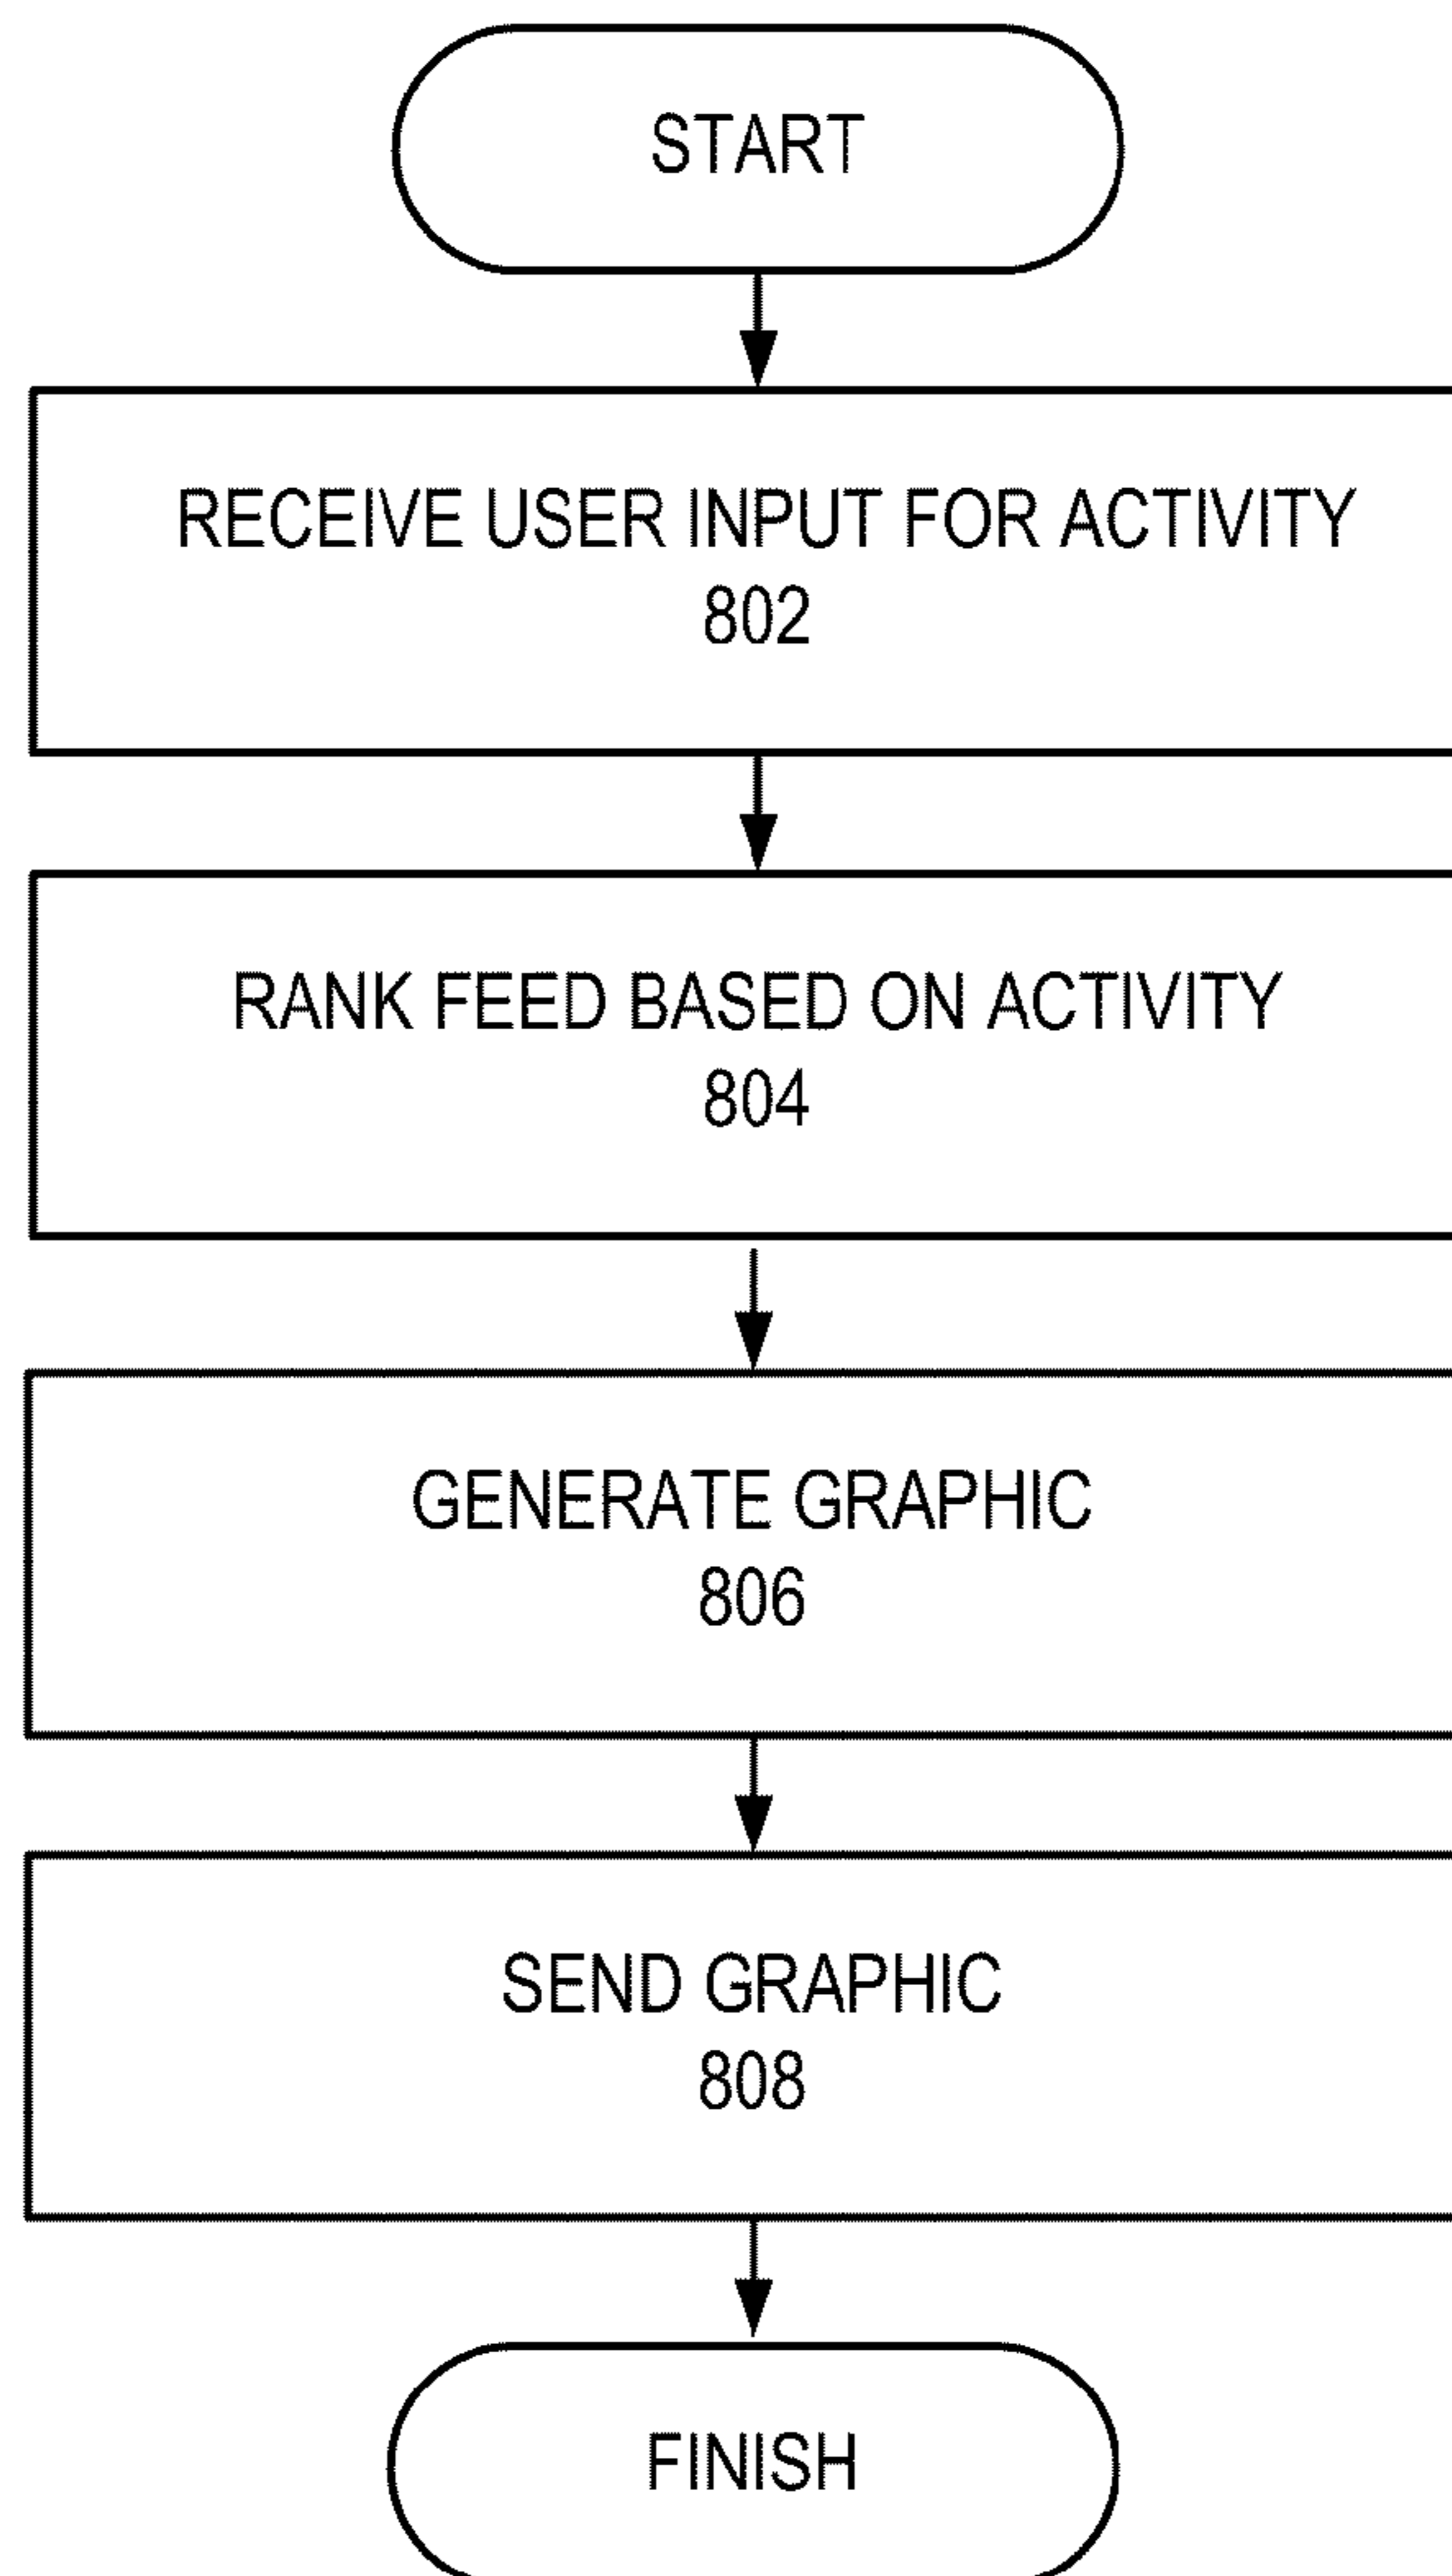 START
RECEIVE USER INPUT FOR ACTIVITY
802
RANK FEED BASED ON ACTIVITY
804
GENERATE GRAPHIC
806
SEND GRAPHIC
808
FINISH